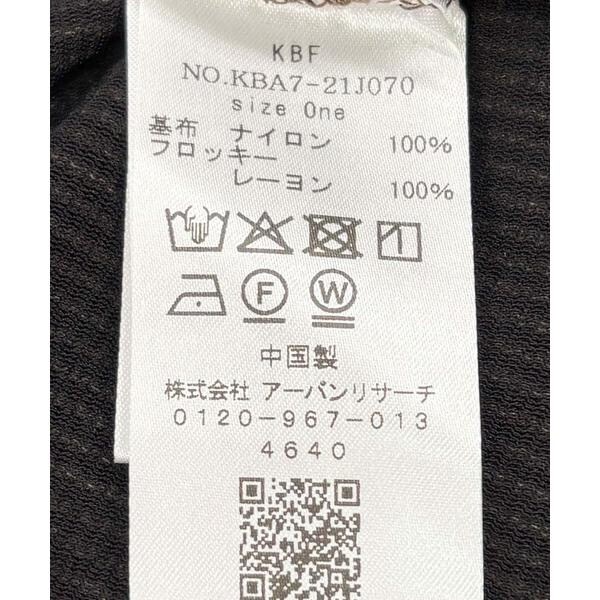 KBF
NO.KBA7-21J070
size One
基布 ナイロン 100%
フロッキー
レーヨン 100%
F W
中国製
株式会社 アーバンリサーチ
0120-967-013
4640